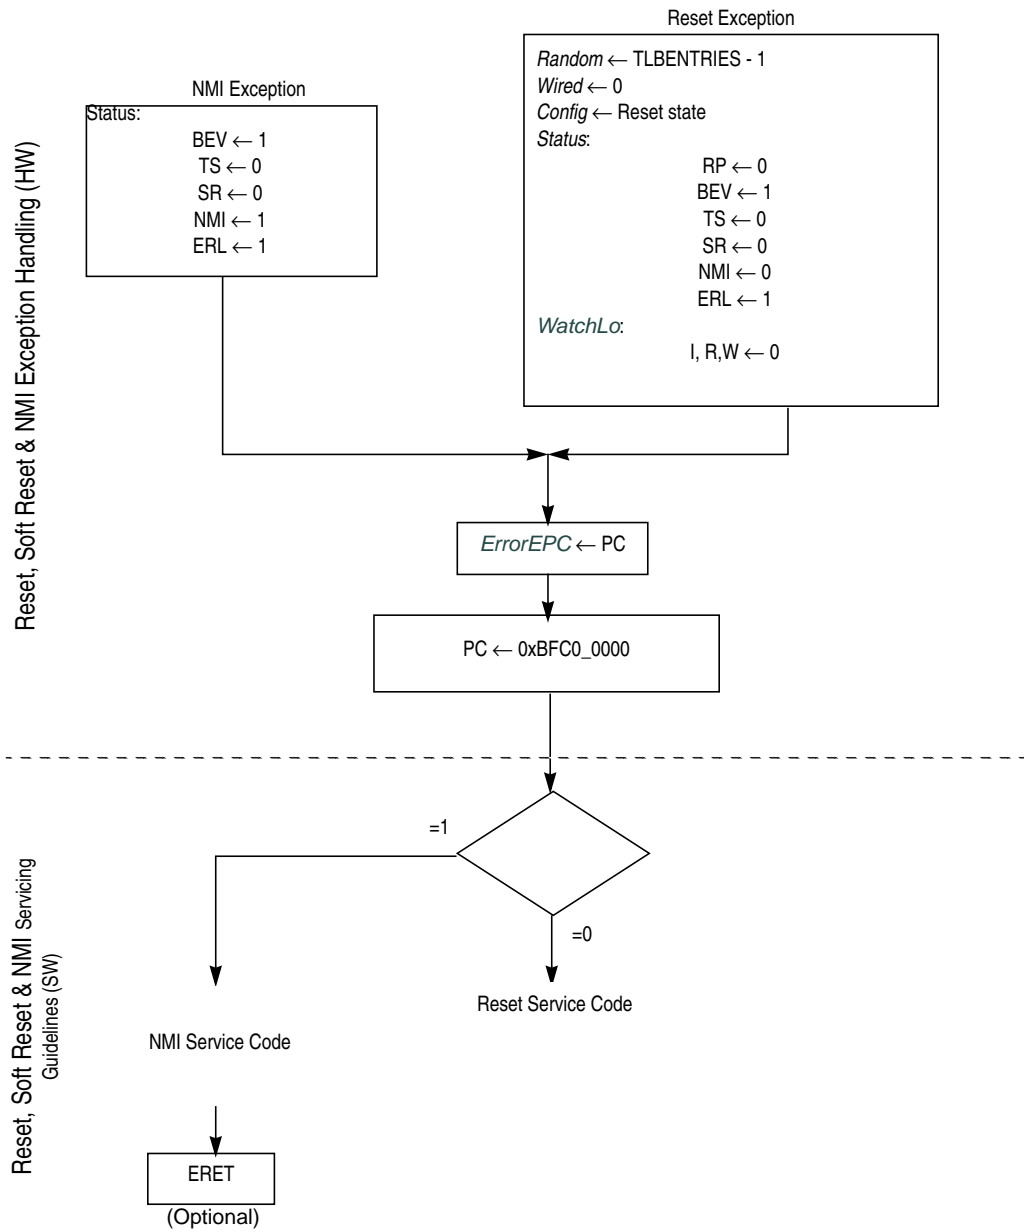 Reset Exception
Random ← TLBENTRIES - 1
Wired ← 0
Config ← Reset state
Status:
RP ← 0
BEV ← 1
TS ← 0
SR ← 0
NMI ← 0
ERL ← 1
WatchLo:
I, R,W ← 0
NMI Exception
Status:
BEV ← 1
TS ← 0
SR ← 0
NMI ← 1
ERL ← 1
Reset, Soft Reset & NMI Exception Handling (HW)
ErrorEPC ← PC
PC ← 0xBFC0_0000
=1
=0
Reset, Soft Reset & NMI Servicing
Guidelines (SW)
Reset Service Code
NMI Service Code
ERET
(Optional)